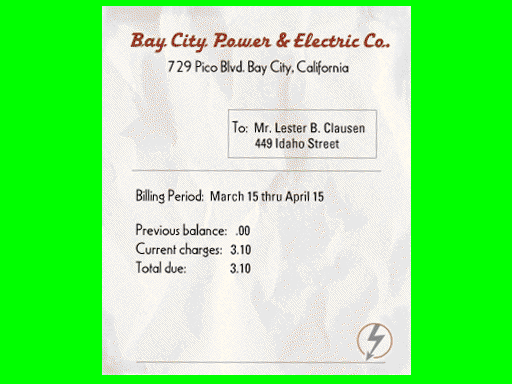 Bay City Power & Electric Co.
729 Pico Blvd. Bay City, California
To: Mr. Lester B. Clausen
449 Idaho Street
Billing Period: March 15 thru April 15
Previous balance: .00
Current charges: 3.10
Total due: 3.10